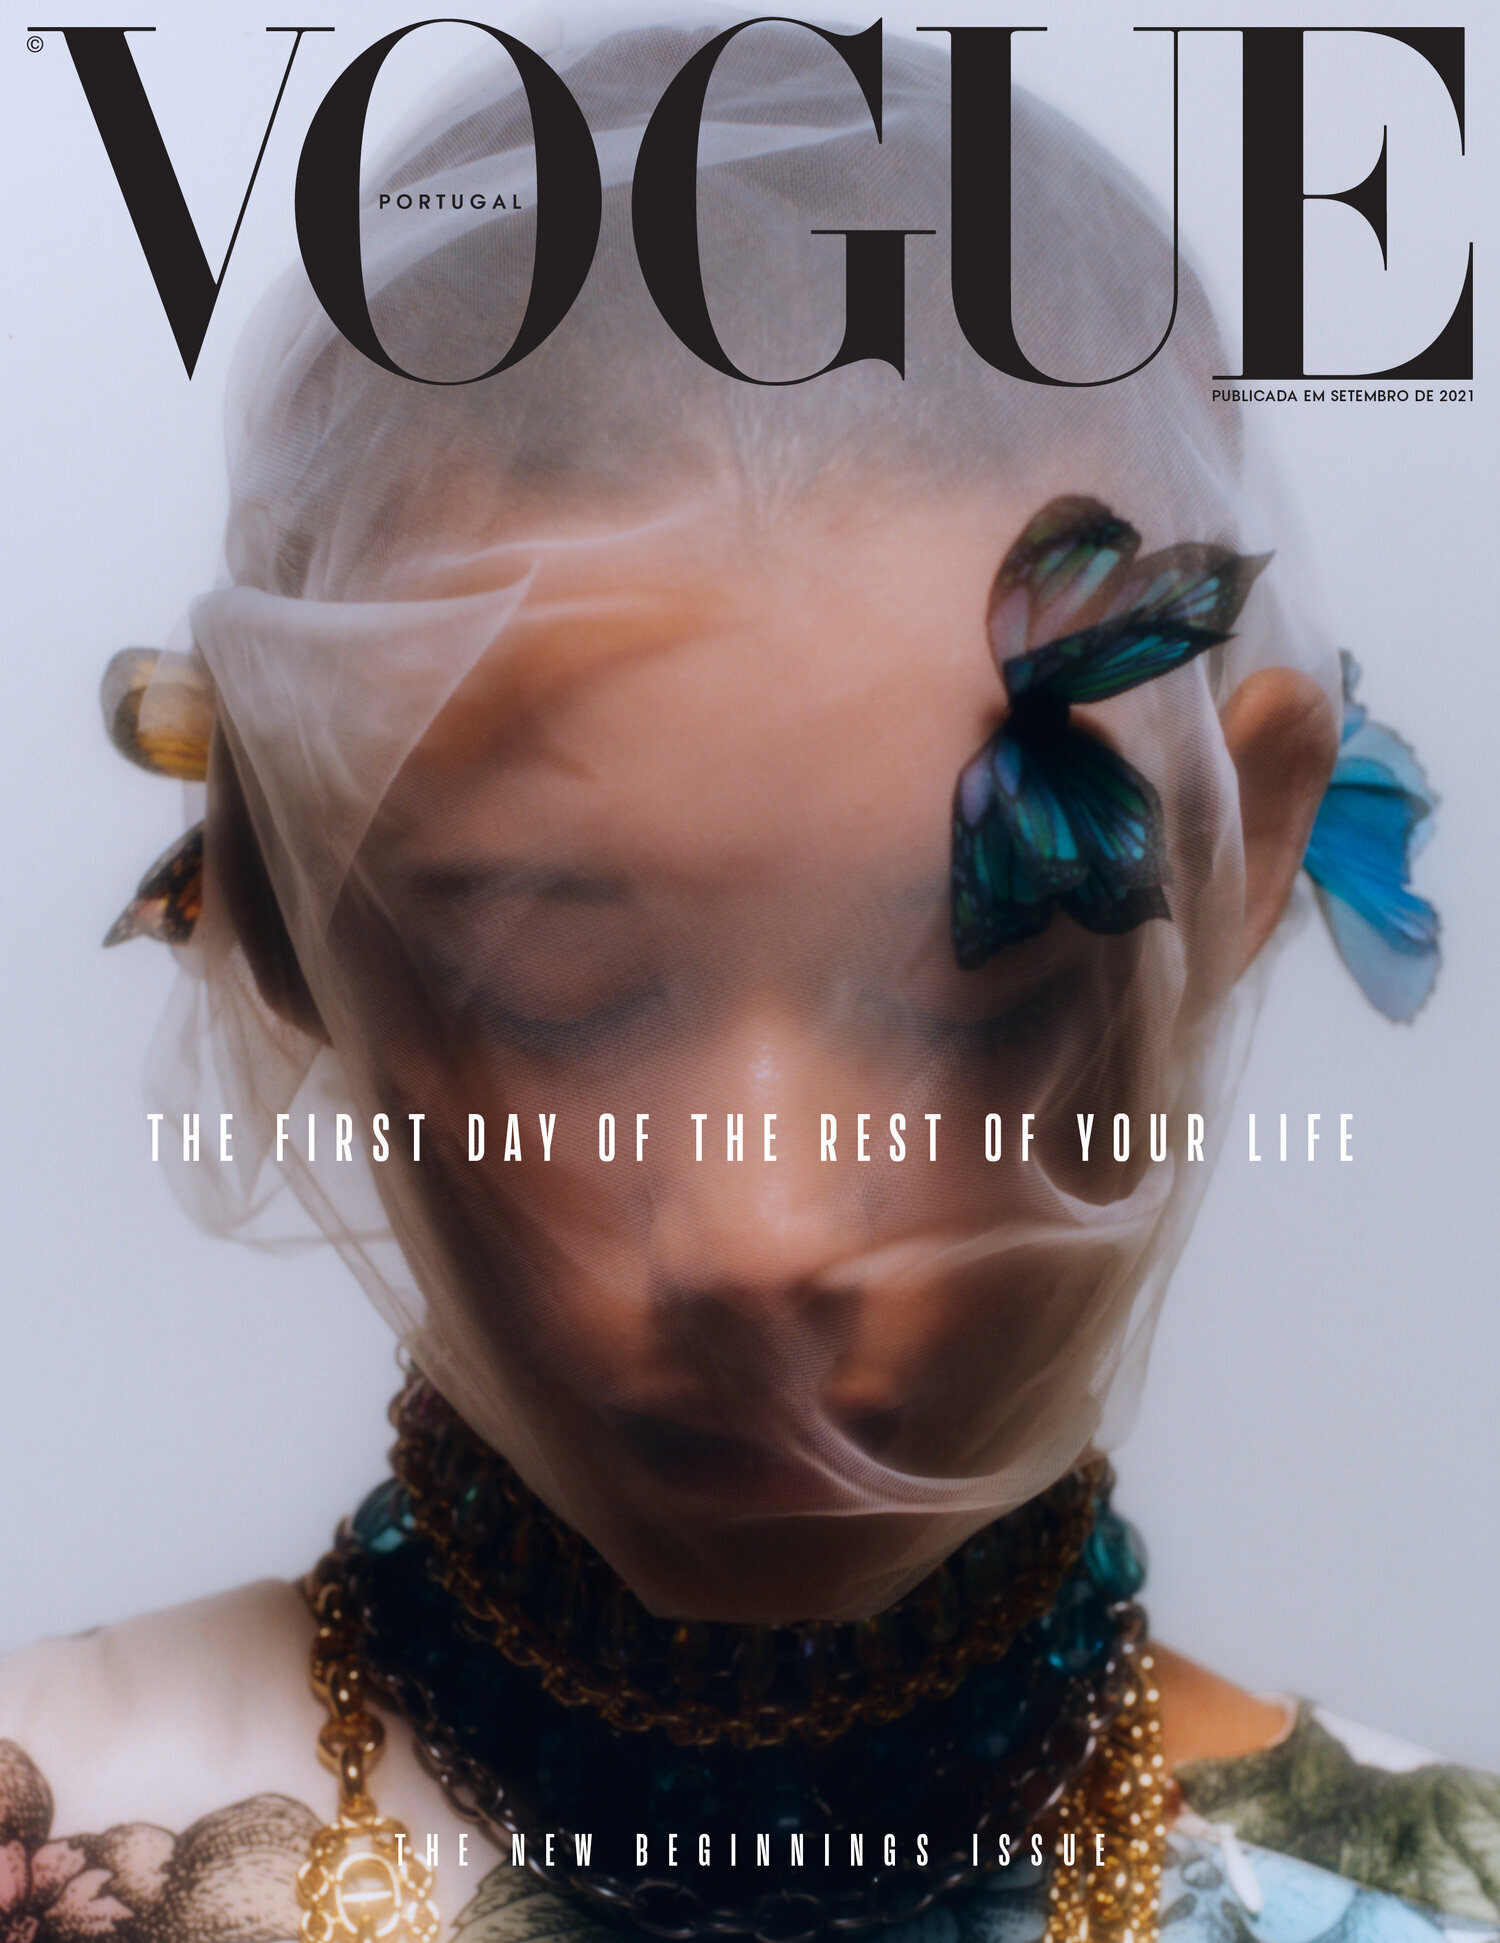 ©
VOGUE
PORTUGAL
PUBLICADA EM SETEMBRO DE 2021
THE FIRST DAY OF THE REST OF YOUR LIFE
THE NEW BEGINNINGS ISSUE